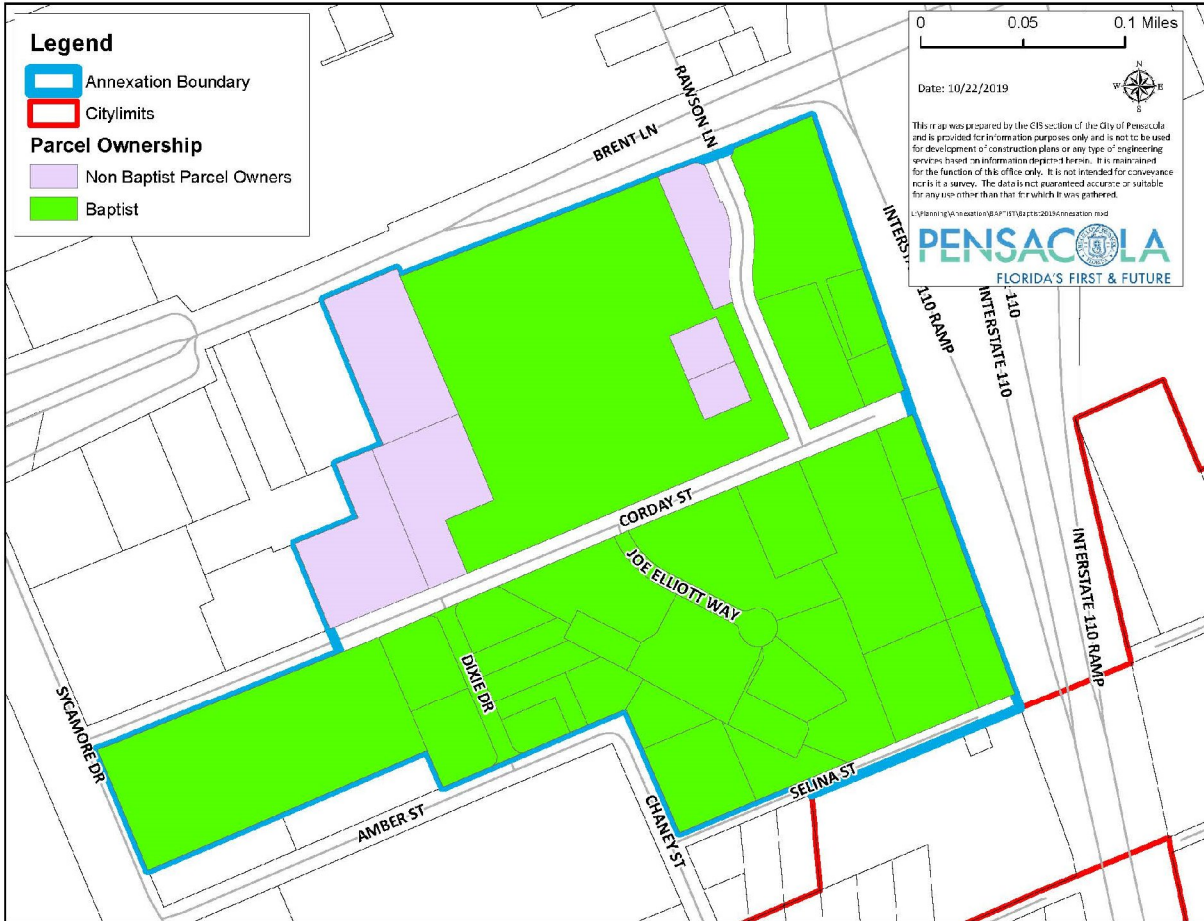 Legend
Annexation Boundary
Citylimits
Parcel Ownership
Non Baptist Parcel Owners
Baptist
0 0.05 0.1 Miles
Date: 10/22/2019
N
W E
S
This map was prepared by the GIS section of the City of Pensacola
and is provided for information purposes only and is not to be used
for development of construction plans or any type of engineering
services based on information depicted herein. It is maintained
for the function of this office only. It is not intended for conveyance
nor is it a survey. The data is not guaranteed accurate or suitable
for any use other than that for which it was gathered.
L:\Planning\Annexation\BAPTIST\Baptist2019Annexation.mxd
PENSACOLA
FLORIDA'S FIRST & FUTURE
RAWSON LN
BRENT LN
110 RAMP
INTERSTATE 110
110
INTERSTATE 110 RAMP
CORDAY ST
JOE ELLIOTT WAY
DIXIE DR
SYCAMORE DR
SELINA ST
AMBER ST
CHANEY ST